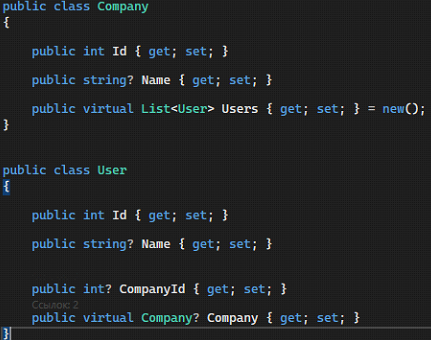 public class Company
{
public int Id { get; set; }
public string? Name { get; set; }
public virtual List<User> Users { get; set; } = new();
}
public class User
{
public int Id { get; set; }
public string? Name { get; set; }
public int? CompanyId { get; set; }
Ссылок: 2
public virtual Company? Company { get; set; }
}